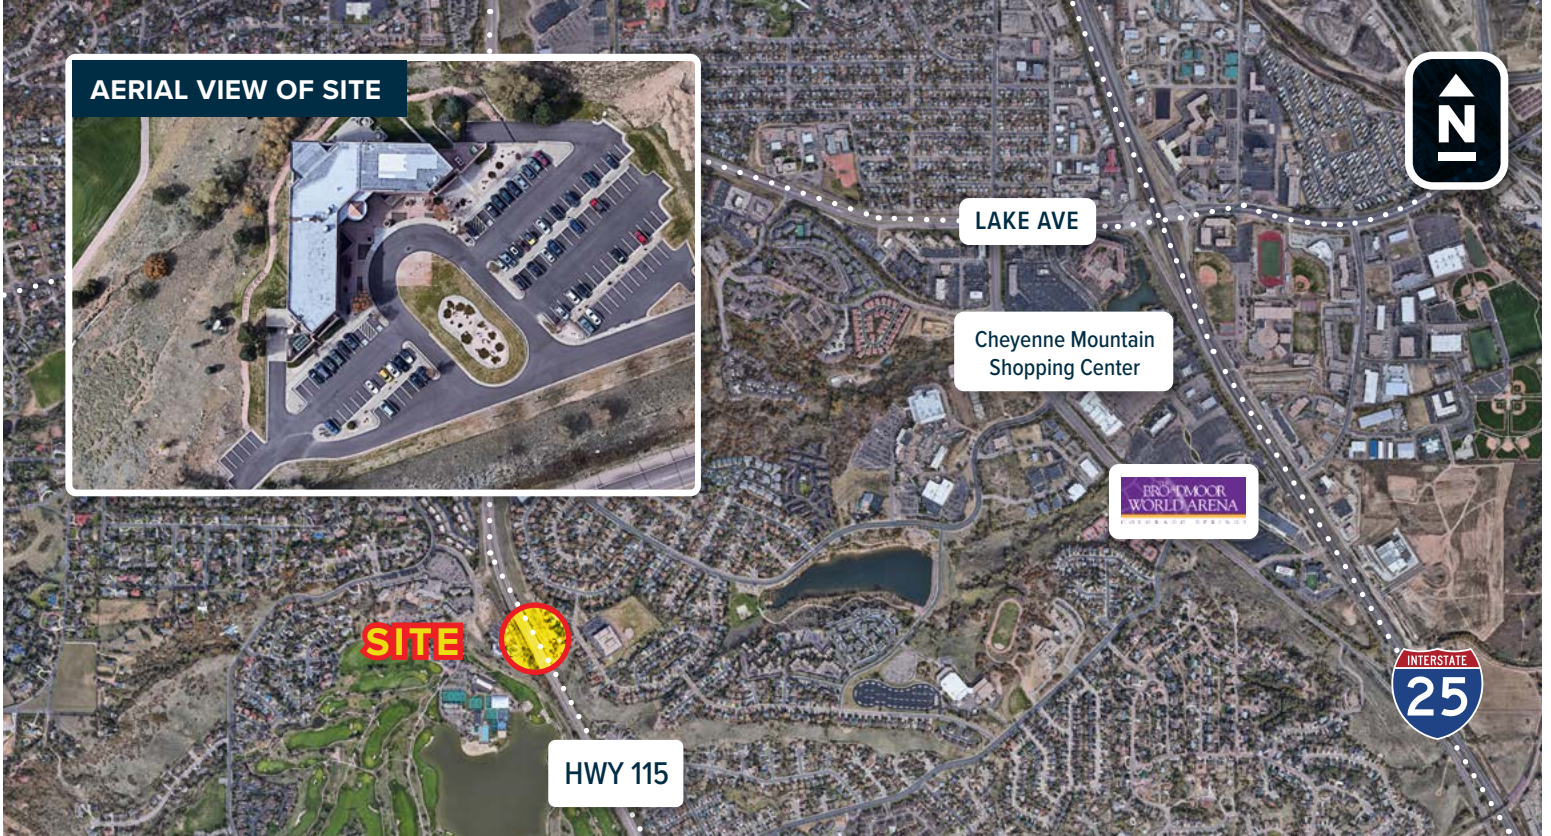 AERIAL VIEW OF SITE
N
LAKE AVE
Cheyenne Mountain
Shopping Center
BROADMOOR
WORLD ARENA
SITE
INTERSTATE
25
HWY 115